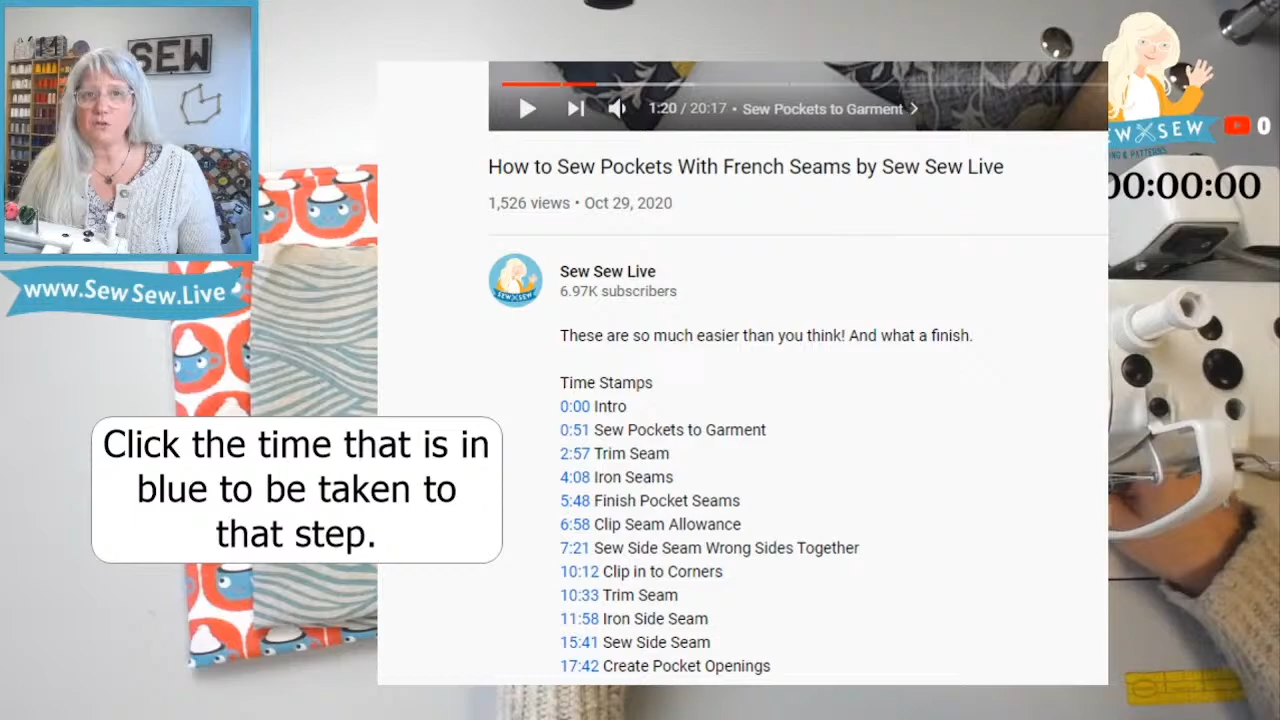 SEW
www.SewSew.Live
1:20 / 20:17 • Sew Pockets to Garment
How to Sew Pockets With French Seams by Sew Sew Live
1,526 views • Oct 29, 2020
SEW SEW
Sew Sew Live
6.97K subscribers
These are so much easier than you think! And what a finish.
Time Stamps
0:00 Intro
0:51 Sew Pockets to Garment
2:57 Trim Seam
4:08 Iron Seams
5:48 Finish Pocket Seams
6:58 Clip Seam Allowance
7:21 Sew Side Seam Wrong Sides Together
10:12 Clip in to Corners
10:33 Trim Seam
11:58 Iron Side Seam
15:41 Sew Side Seam
17:42 Create Pocket Openings
Click the time that is in
blue to be taken to
that step.
EW SEW
0
& PATTERNS
00:00:00